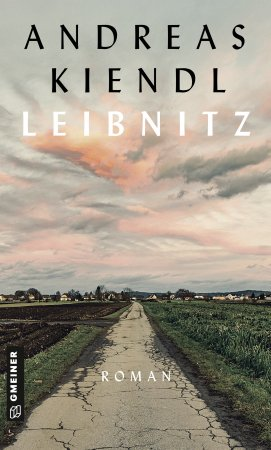 ANDREAS
KIENDL
LEIBNITZ
ROMAN
GMEINER